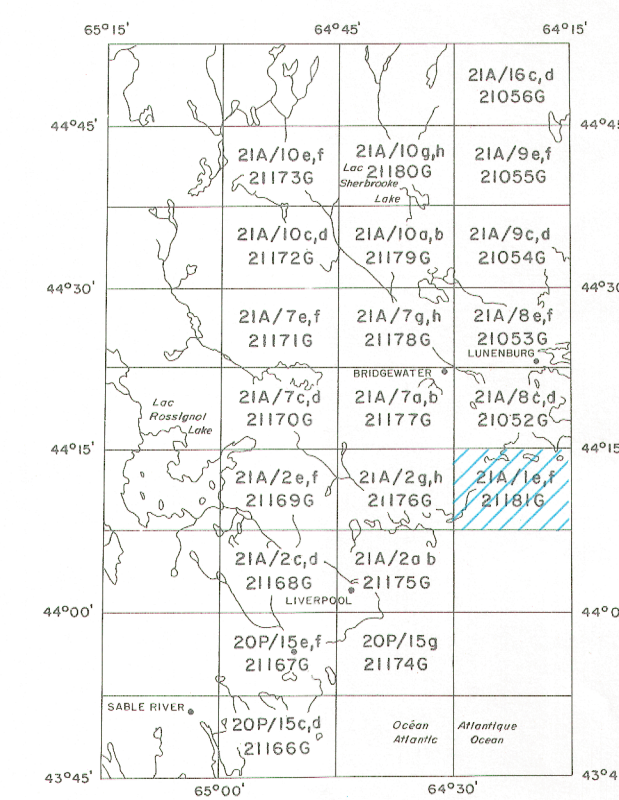 65°15' 64°45' 64°15'
21A/16c,d
21056G
44°45' 44°45
21A/10e,f 21A/10g,h 21A/9e,f
21173G Lac 21180G 21055G
Sherbrooke
Lake
21A/10c,d 21A/10a,b 21A/9c,d
21172G 21179G 21054G
44°30' 44°30
21A/7e,f 21A/7g,h 21A/8e,f
21171G 21178G 21053G
LUNENBURG
BRIDGEWATER
21A/7c,d 21A/7a,b 21A/8c,d
21170G 21177G 21052G
Lac
Rossignol
Lake
44°15' 44°15
21A/2e,f 21A/2g,h 21A/1e,f
21169G 21176G 21181G
21A/2c,d 21A/2a b
21168G 21175G
LIVERPOOL
44°00' 44°0
20P/15e,f 20P/15g
21167G 21174G
SABLE RIVER
20P/15c,d Océan Atlantique
21166G Atlantic Ocean
43°45' 43°4
65°00' 64°30'